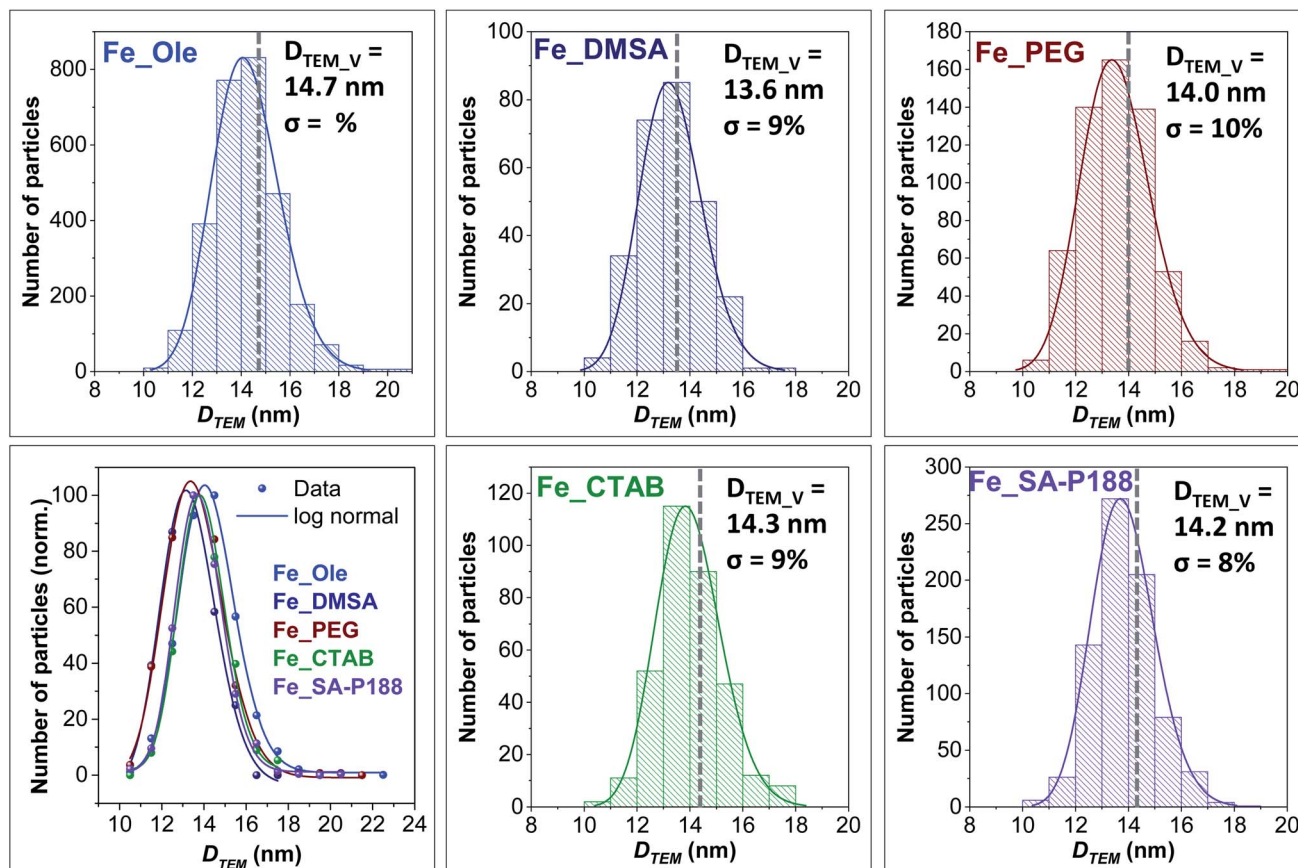 Fe_Ole
D_TEM_V =
14.7 nm
σ = %
Number of particles
800
600
400
200
0
8 10 12 14 16 18 20
D_TEM (nm)
Fe_DMSA
D_TEM_V =
13.6 nm
σ = 9%
Number of particles
100
80
60
40
20
0
8 10 12 14 16 18 20
D_TEM (nm)
Fe_PEG
D_TEM_V =
14.0 nm
σ = 10%
Number of particles
180
160
140
120
100
80
60
40
20
0
8 10 12 14 16 18 20
D_TEM (nm)
Data
log normal
Fe_Ole
Fe_DMSA
Fe_PEG
Fe_CTAB
Fe_SA-P188
Number of particles (norm.)
100
80
60
40
20
0
10 12 14 16 18 20 22 24
D_TEM (nm)
Fe_CTAB
D_TEM_V =
14.3 nm
σ = 9%
Number of particles
120
100
80
60
40
20
0
8 10 12 14 16 18 20
D_TEM (nm)
Fe_SA-P188
D_TEM_V =
14.2 nm
σ = 8%
Number of particles
300
250
200
150
100
50
0
8 10 12 14 16 18 20
D_TEM (nm)